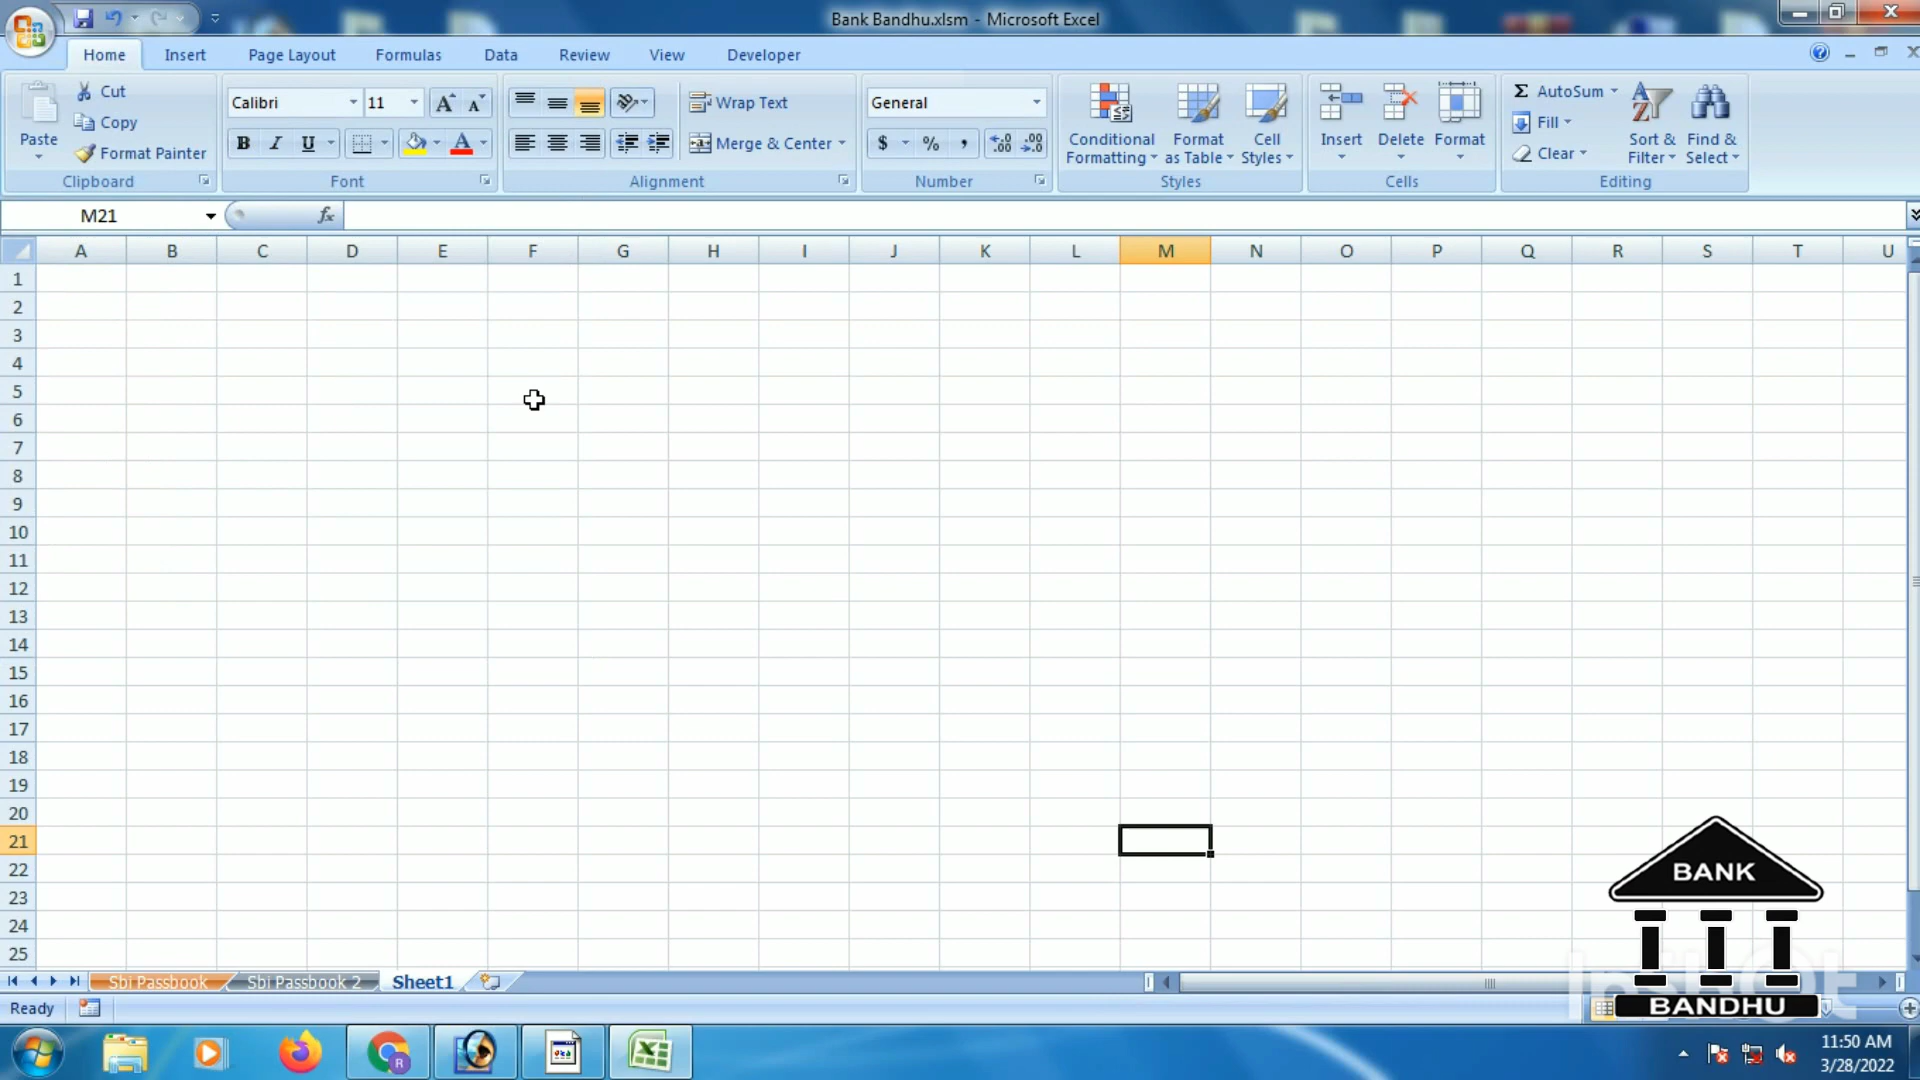 Bank Bandhu.xlsm - Microsoft Excel
Home Insert Page Layout Formulas Data Review View Developer
Paste
Cut
Copy
Format Painter
Clipboard
Calibri 11
B I U
Font
Wrap Text
Merge & Center
Alignment
General
$ % ,
Number
Conditional Formatting
Format as Table
Cell Styles
Styles
Insert Delete Format
Cells
Σ AutoSum
Fill
Clear
Sort & Filter
Find & Select
Editing
M21 fx
A B C D E F G H I J K L M N O P Q R S T U
1
2
3
4
5
6
7
8
9
10
11
12
13
14
15
16
17
18
19
20
21
22
23
24
25
BANK
BANDHU
Sbi Passbook Sbi Passbook 2 Sheet1
Ready
11:50 AM
3/28/2022